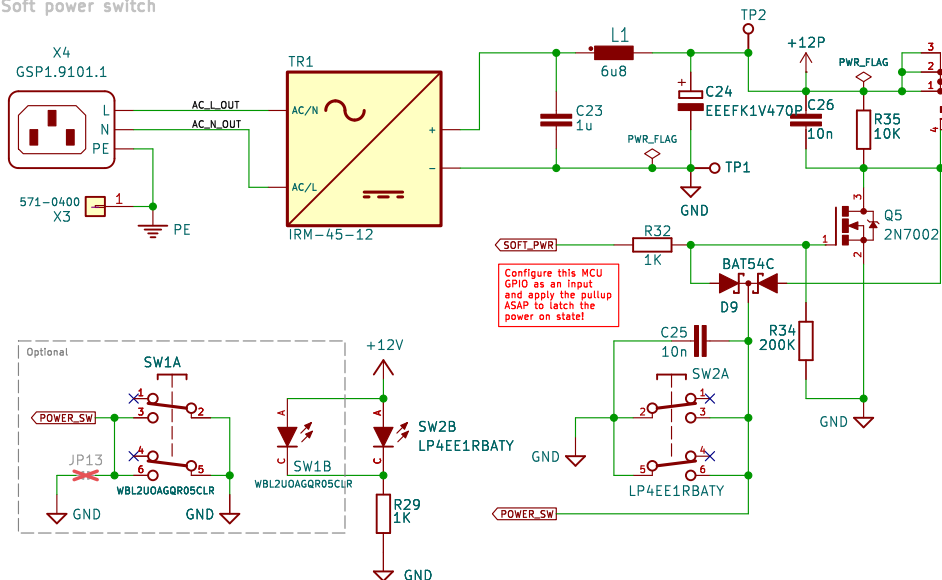 Soft power switch
X4
GSP1.9101.1
L
N
PE
AC_L_OUT
AC_N_OUT
571-0400
X3
1
PE
TR1
AC/N
AC/L
+
-
IRM-45-12
C23
1u
L1
6u8
+
C24
EEEFK1V470P
PWR_FLAG
TP1
GND
TP2
+12P
C26
10n
PWR_FLAG
R35
10K
3
2
1
4
SOFT_PWR
R32
1K
Configure this MCU
GPIO as an input
and apply the pullup
ASAP to latch the
power on state!
BAT54C
D9
3
1
2
Q5
2N7002
R34
200K
GND
C25
10n
SW2A
1
2
3
4
5
6
LP4EE1RBATY
GND
POWER_SW
Optional
SW1A
1
3
2
POWER_SW
4
6
5
JP13
WBL2UOAGQR05CLR
GND
GND
+12V
A
C
SW1B
WBL2UOAGQR05CLR
A
C
SW2B
LP4EE1RBATY
R29
1K
GND